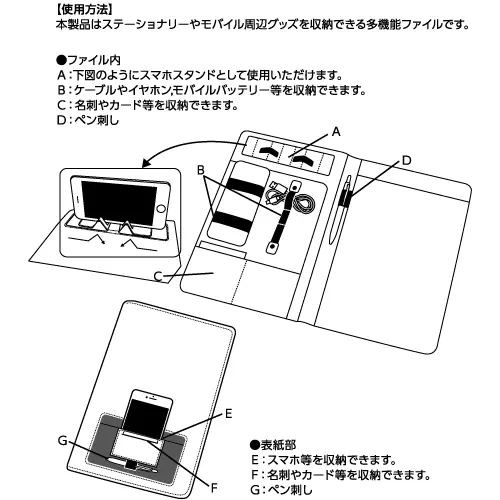 【使用方法】
本製品はステーショナリーやモバイル周辺グッズを収納できる多機能ファイルです。
●ファイル内
A：下図のようにスマホスタンドとして使用いただけます。
B：ケーブルやイヤホン,モバイルバッテリー等を収納できます。
C：名刺やカード等を収納できます。
D：ペン刺し
A
D
B
C
E
G
F
●表紙部
E：スマホ等を収納できます。
F：名刺やカード等を収納できます。
G：ペン刺し